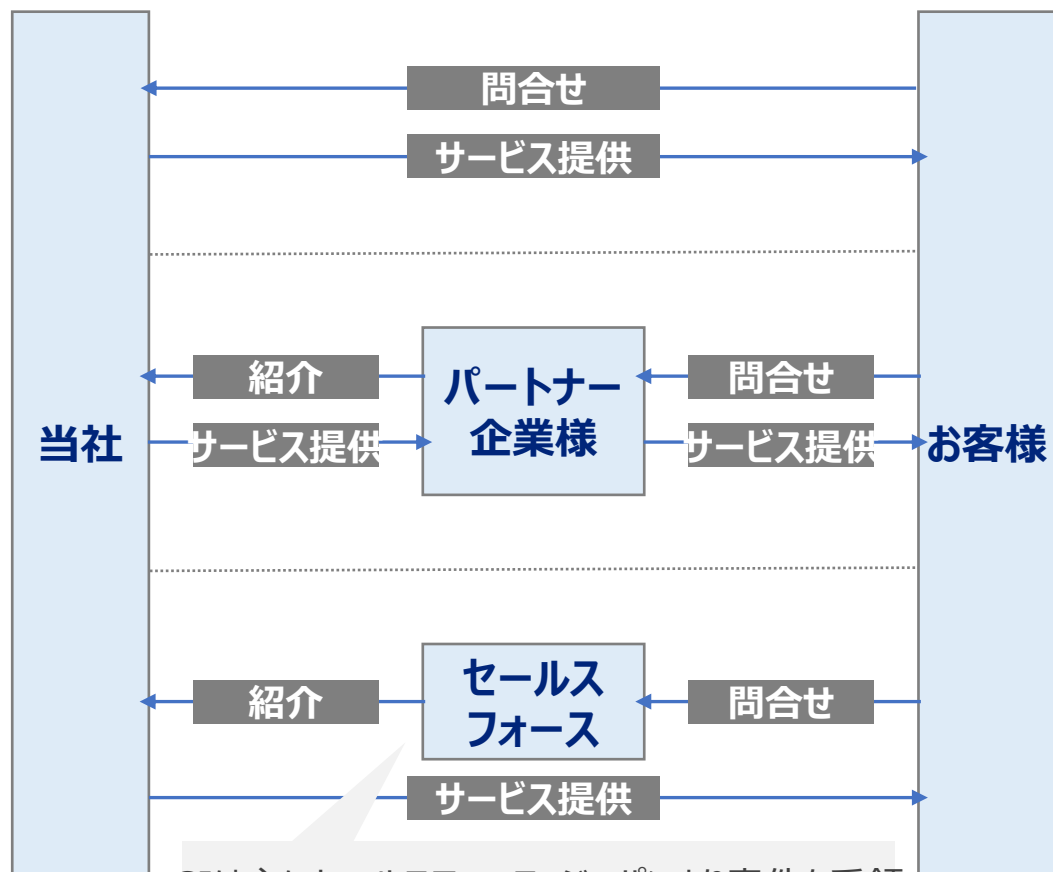 問合せ
サービス提供
紹介
パートナー
企業様
問合せ
当社
サービス提供
サービス提供
お客様
セールス
フォース
紹介
問合せ
サービス提供